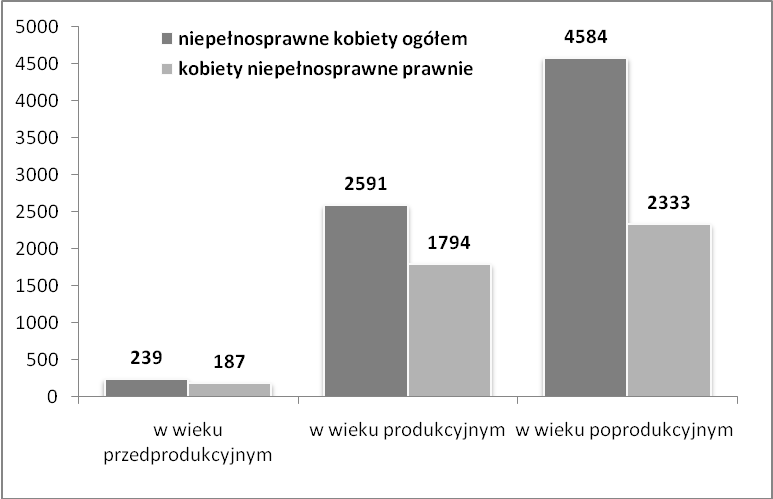 5000
4500
4000
3500
3000
2500
2000
1500
1000
500
0
niepełnosprawne kobiety ogółem
kobiety niepełnosprawne prawnie
239
187
2591
1794
4584
2333
w wieku
przedprodukcyjnym
w wieku produkcyjnym
w wieku poprodukcyjnym